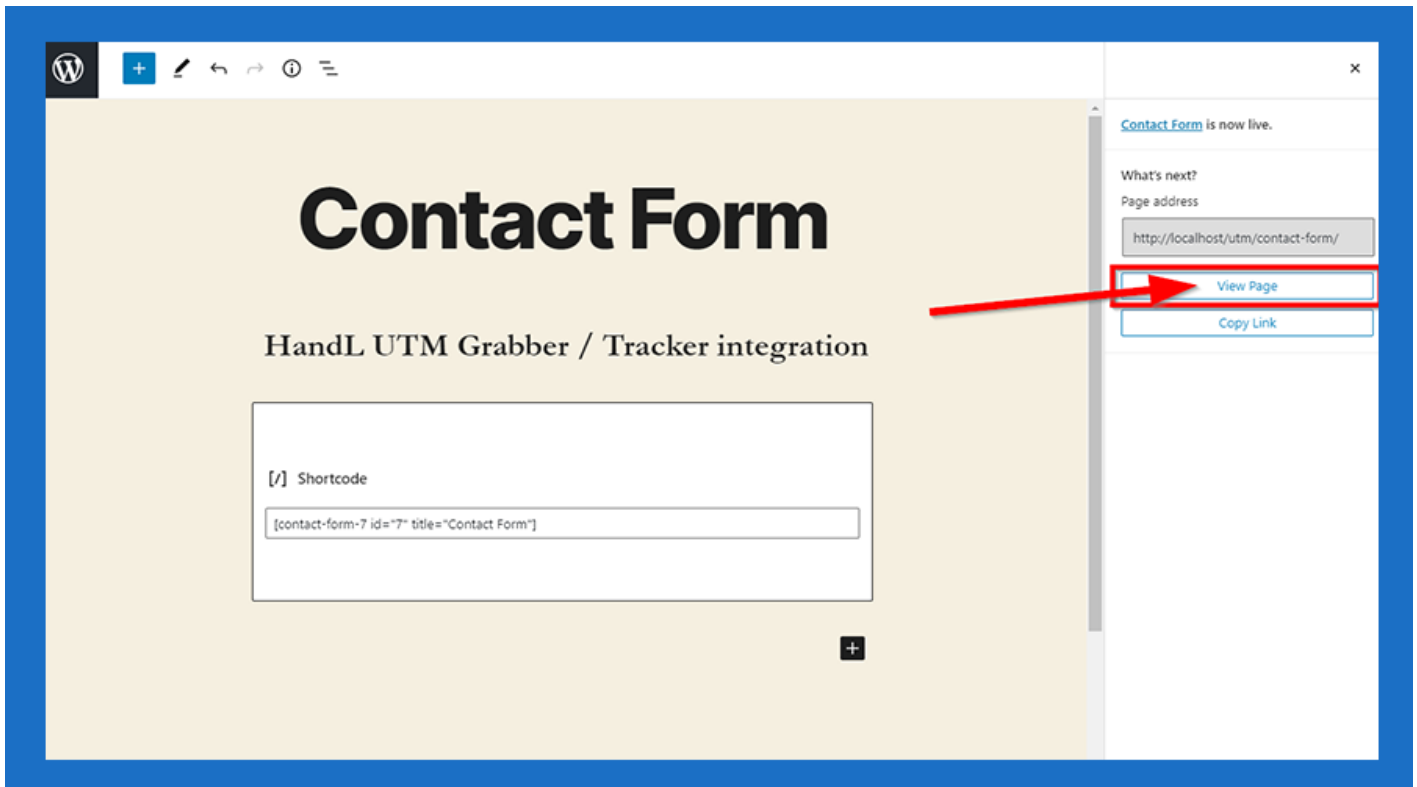 Contact Form is now live.
Contact Form
What's next?
Page address
http://localhost/utm/contact-form/
View Page
Copy Link
HandL UTM Grabber / Tracker integration
[/] Shortcode
[contact-form-7 id="7" title="Contact Form"]